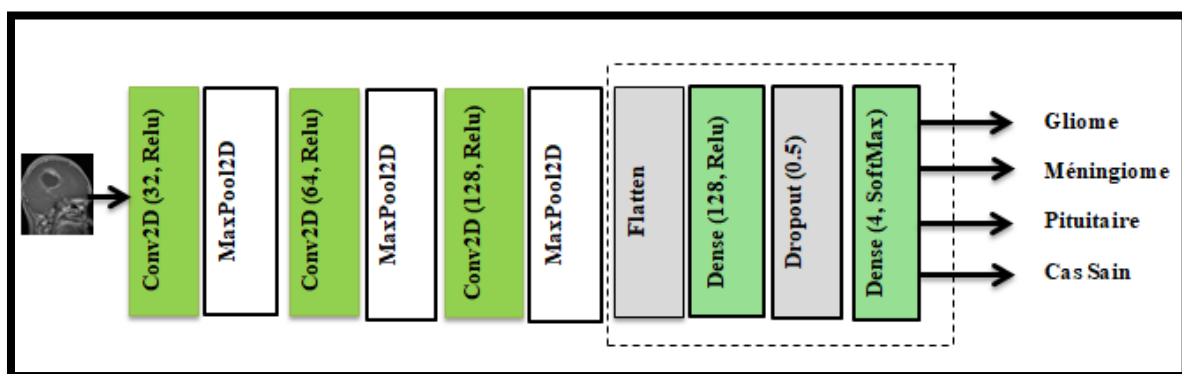 Conv2D (32, Relu)
MaxPool2D
Conv2D (64, Relu)
MaxPool2D
Conv2D (128, Relu)
MaxPool2D
Flatten
Dense (128, Relu)
Dropout (0.5)
Dense (4, SoftMax)
Gliome
Méningiome
Pituitaire
Cas Sain